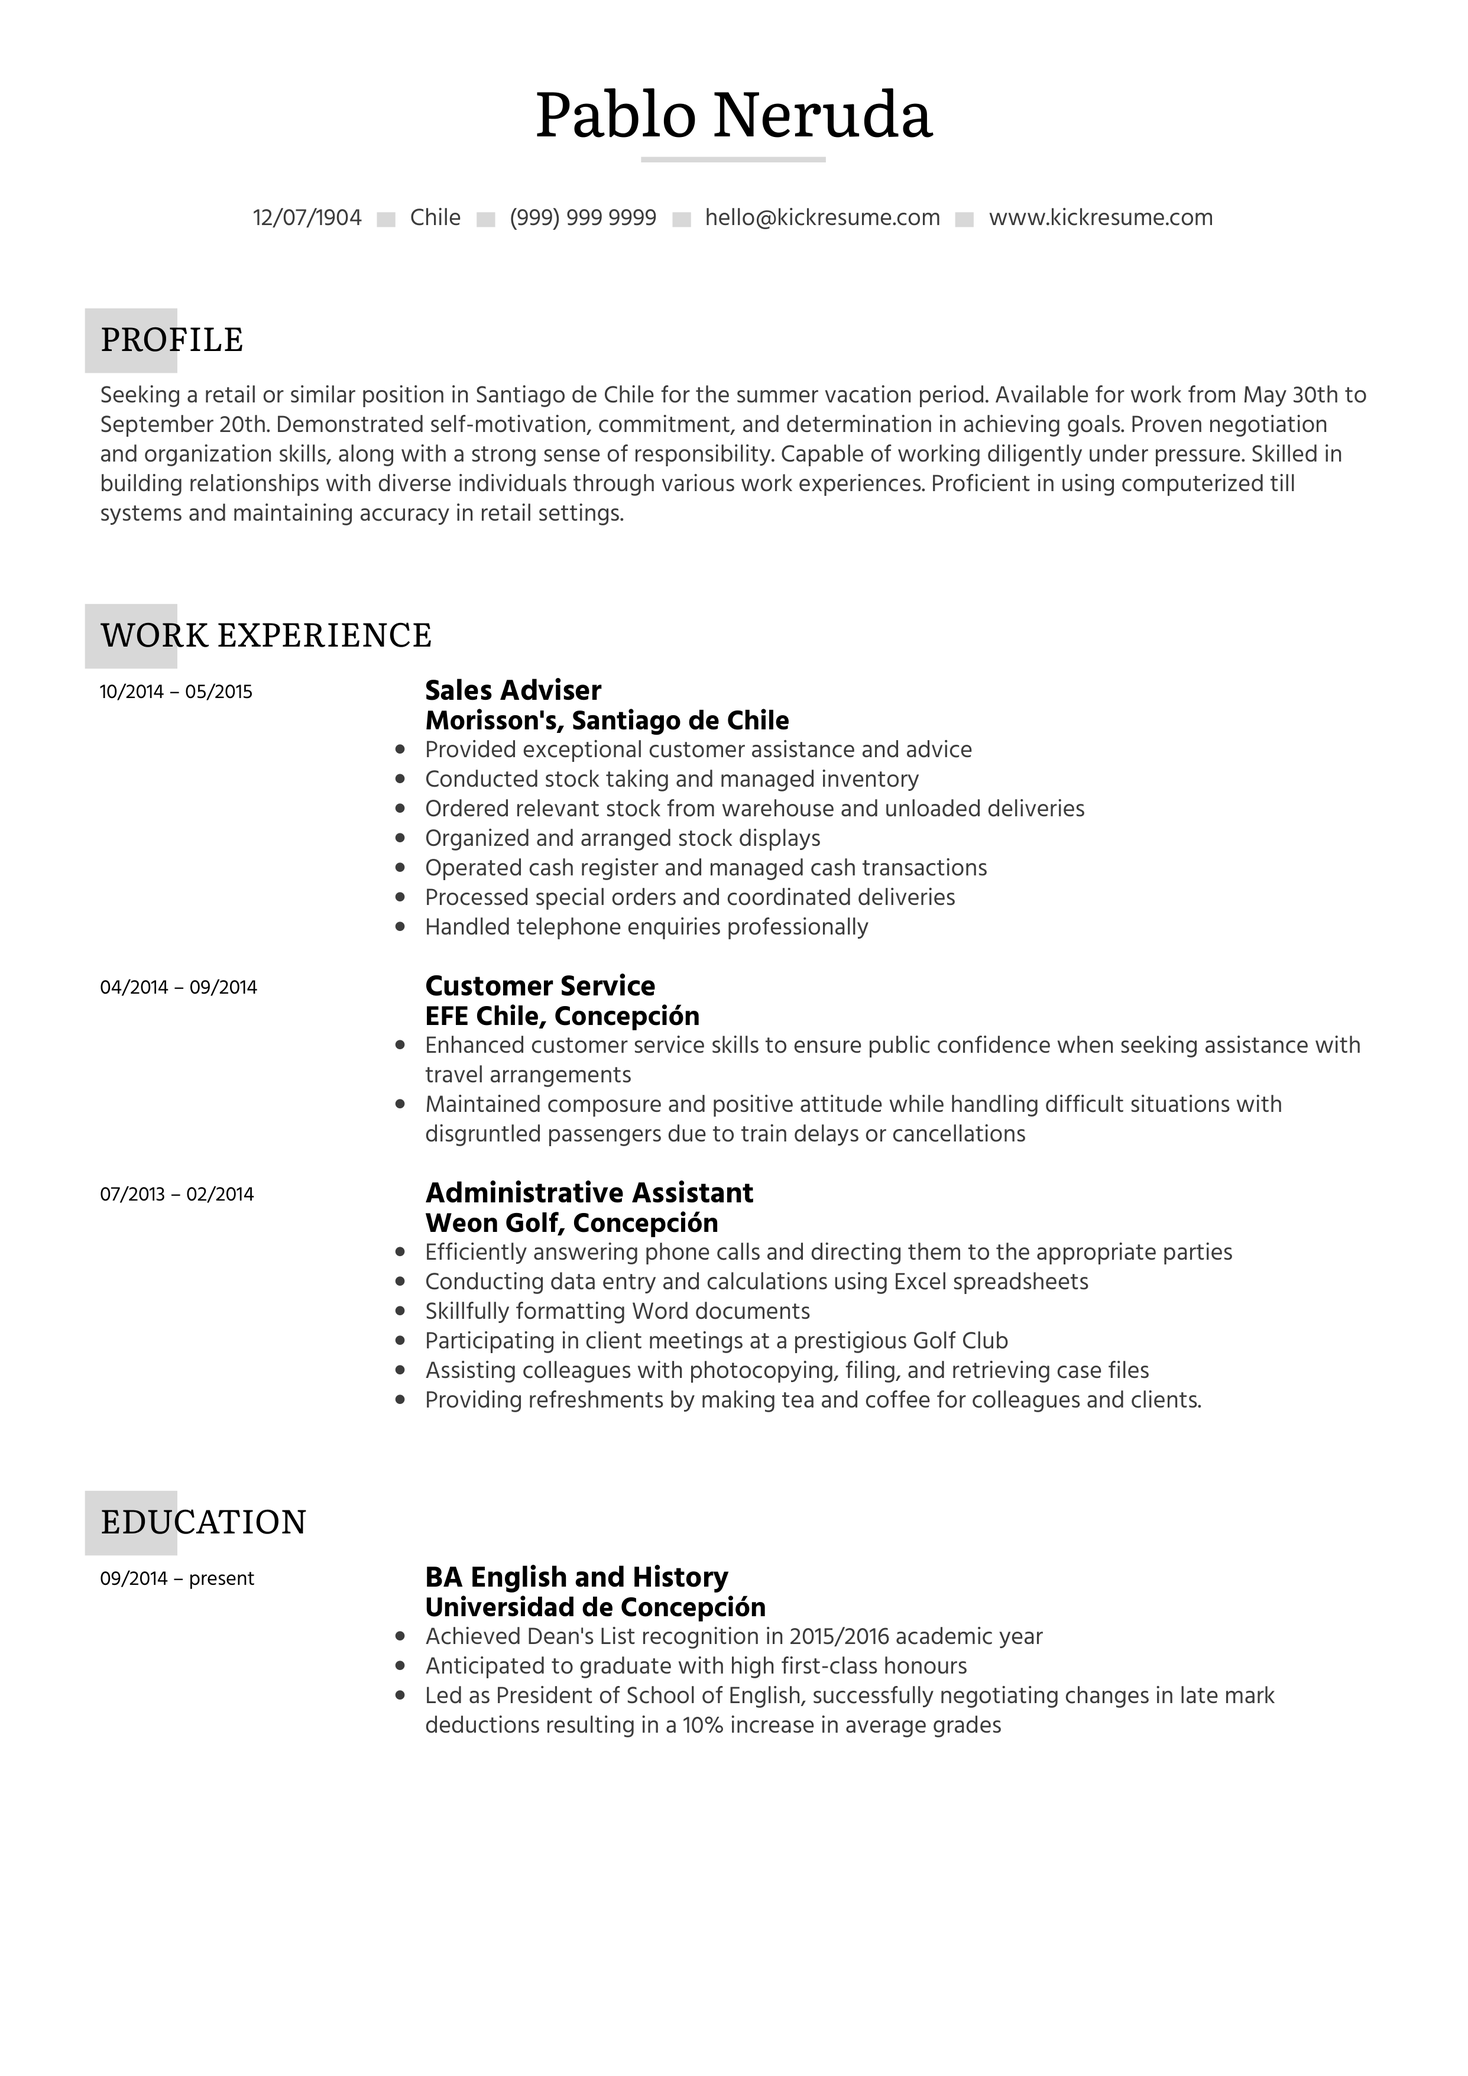 Pablo Neruda
12/07/1904 Chile (999) 999 9999 hello@kickresume.com www.kickresume.com
PROFILE
Seeking a retail or similar position in Santiago de Chile for the summer vacation period. Available for work from May 30th to
September 20th. Demonstrated self-motivation, commitment, and determination in achieving goals. Proven negotiation
and organization skills, along with a strong sense of responsibility. Capable of working diligently under pressure. Skilled in
building relationships with diverse individuals through various work experiences. Proficient in using computerized till
systems and maintaining accuracy in retail settings.
WORK EXPERIENCE
10/2014 – 05/2015 Sales Adviser
Morisson's, Santiago de Chile
• Provided exceptional customer assistance and advice
• Conducted stock taking and managed inventory
• Ordered relevant stock from warehouse and unloaded deliveries
• Organized and arranged stock displays
• Operated cash register and managed cash transactions
• Processed special orders and coordinated deliveries
• Handled telephone enquiries professionally
04/2014 – 09/2014 Customer Service
EFE Chile, Concepción
• Enhanced customer service skills to ensure public confidence when seeking assistance with
travel arrangements
• Maintained composure and positive attitude while handling difficult situations with
disgruntled passengers due to train delays or cancellations
07/2013 – 02/2014 Administrative Assistant
Weon Golf, Concepción
• Efficiently answering phone calls and directing them to the appropriate parties
• Conducting data entry and calculations using Excel spreadsheets
• Skillfully formatting Word documents
• Participating in client meetings at a prestigious Golf Club
• Assisting colleagues with photocopying, filing, and retrieving case files
• Providing refreshments by making tea and coffee for colleagues and clients.
EDUCATION
09/2014 – present BA English and History
Universidad de Concepción
• Achieved Dean's List recognition in 2015/2016 academic year
• Anticipated to graduate with high first-class honours
• Led as President of School of English, successfully negotiating changes in late mark
deductions resulting in a 10% increase in average grades